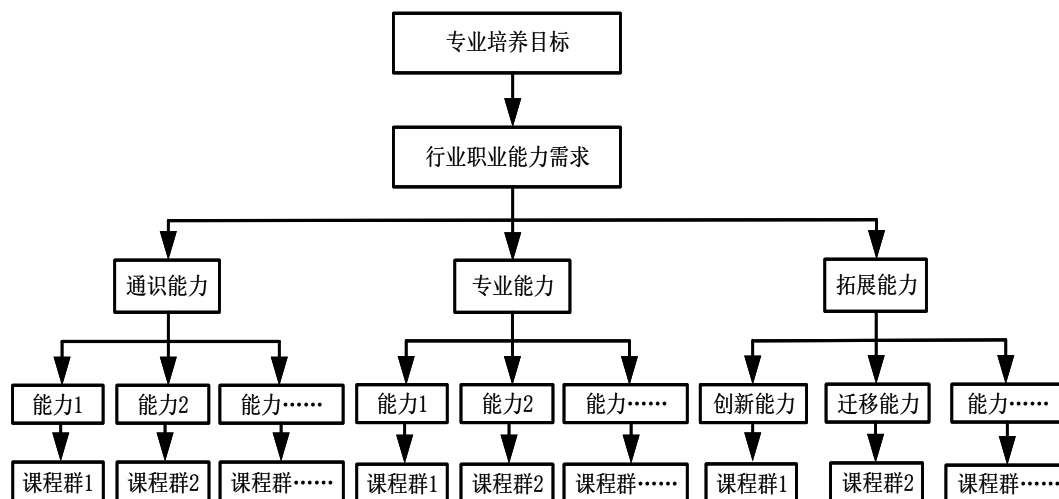 专业培养目标
行业职业能力需求
通识能力
专业能力
拓展能力
能力1
能力2
能力……
能力1
能力2
能力……
创新能力
迁移能力
能力……
课程群1
课程群2
课程群……
课程群1
课程群2
课程群……
课程群1
课程群2
课程群……